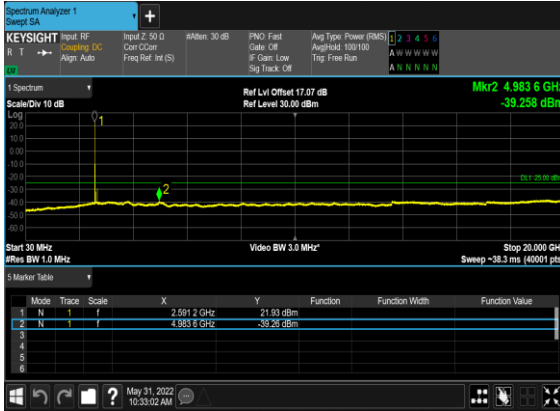 Spectrum Analyzer 1
Swept SA
+
KEYSIGHT Input: RF Input Z: 50 Ω #Atten: 30 dB PNO: Fast Avg Type: Power (RMS) 1 2 3 4 5 6
R T Coupling: DC Corr CCorr Gate: Off Avg|Hold: 100/100 A W W W W W
Align: Auto Freq Ref: Int (S) IF Gain: Low Trig: Free Run
Sig Track: Off A N N N N N
1 Spectrum Ref Lvl Offset 17.07 dB Mkr2 4.983 6 GHz
Scale/Div 10 dB Ref Level 30.00 dBm -39.258 dBm
Log
20.0
10.0
0.00
-10.0
-20.0
DL1 -25.00 dBm
-30.0
-40.0
-50.0
-60.0
1
2
Start 30 MHz Video BW 3.0 MHz* Stop 20.000 GH
#Res BW 1.0 MHz Sweep ~38.3 ms (40001 pts
5 Marker Table
Mode Trace Scale X Y Function Function Width Function Value
1 N 1 f 2.591 2 GHz 21.93 dBm
2 N 1 f 4.983 6 GHz -39.26 dBm
3
4
5
6
? May 31, 2022
10:33:02 AM